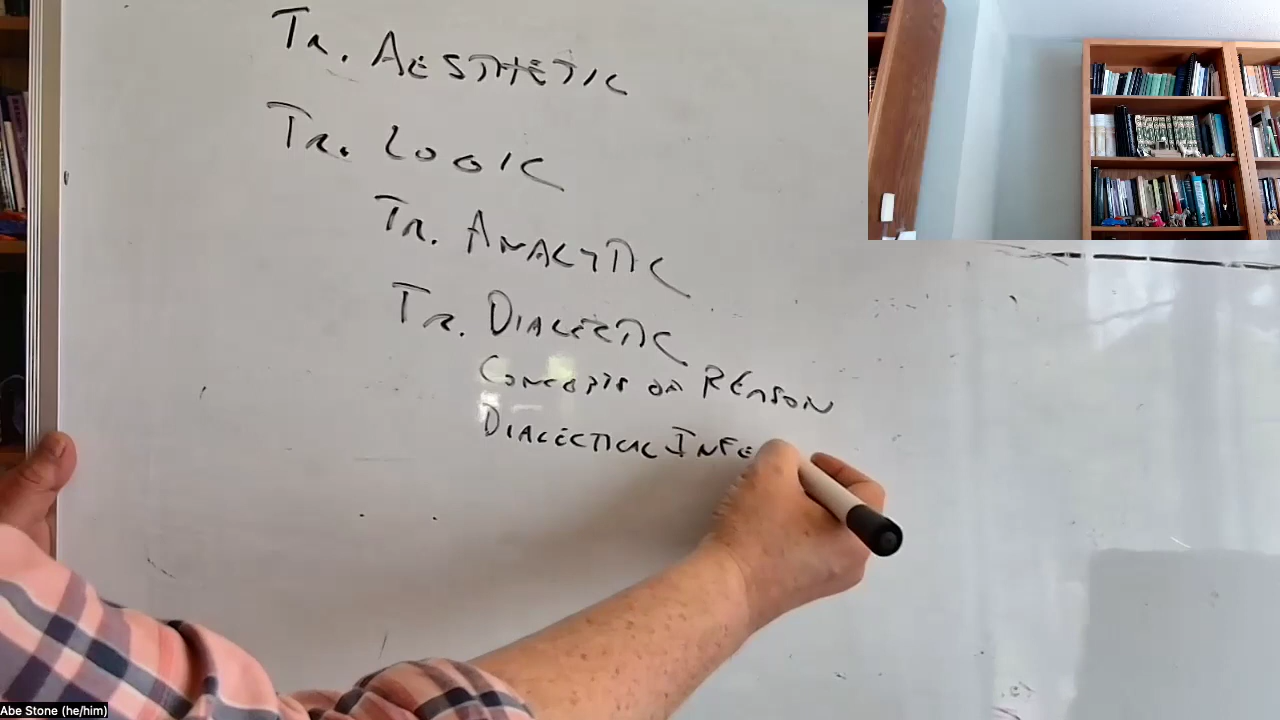 Tr. AESTHETIC
Tr. LOGIC
Tr. ANALYTIC
Tr. DIALECTIC
CONCEPTS OF REASON
DIALECTICAL INFE
Abe Stone (he/him)